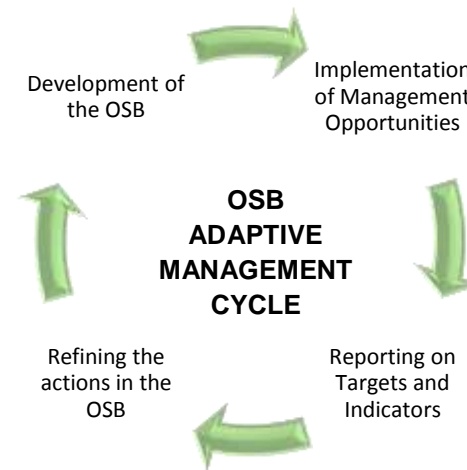 Development of
the OSB
Implementation
of Management
Opportunities
OSB
ADAPTIVE
MANAGEMENT
CYCLE
Refining the
actions in the
OSB
Reporting on
Targets and
Indicators